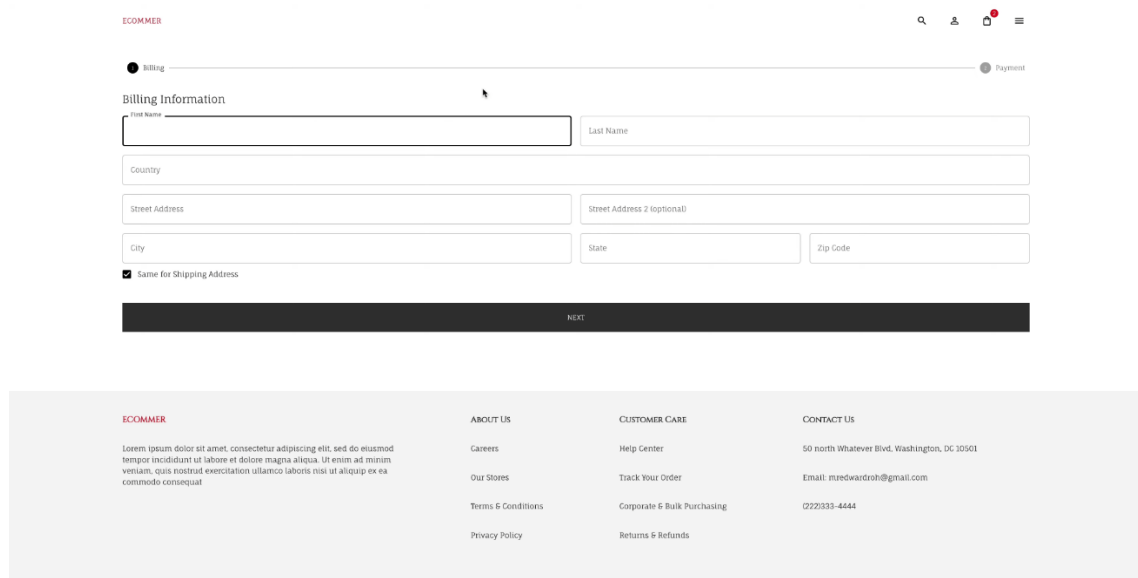 ECOMMER
2
1 Billing
2 Payment
Billing Information
First Name
Last Name
Country
Street Address
Street Address 2 (optional)
City
State
Zip Code
Same for Shipping Address
NEXT
ECOMMER
Lorem ipsum dolor sit amet, consectetur adipiscing elit, sed do eiusmod
tempor incididunt ut labore et dolore magna aliqua. Ut enim ad minim
veniam, quis nostrud exercitation ullamco laboris nisi ut aliquip ex ea
commodo consequat
About Us
Careers
Our Stores
Terms & Conditions
Privacy Policy
Customer Care
Help Center
Track Your Order
Corporate & Bulk Purchasing
Returns & Refunds
Contact Us
50 north Whatever Blvd, Washington, DC 10501
Email: mredwardroh@gmail.com
(222)333-4444